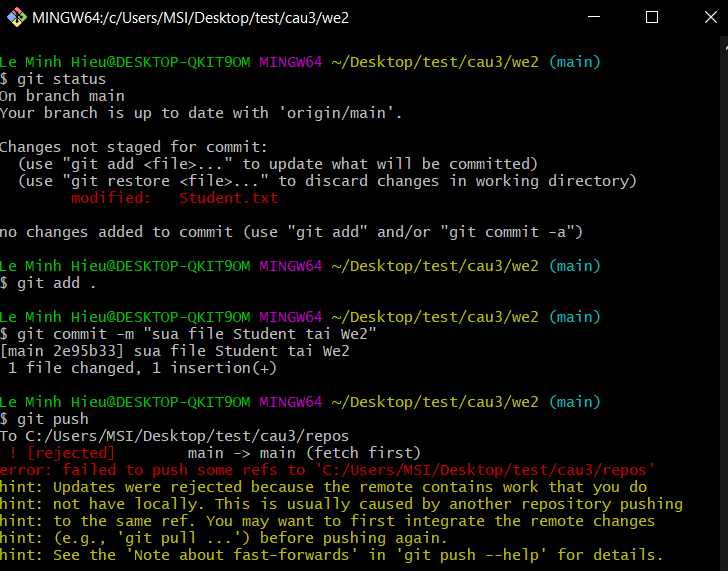 MINGW64:/c/Users/MSI/Desktop/test/cau3/we2
Le Minh Hieu@DESKTOP-QKIT9OM MINGW64 ~/Desktop/test/cau3/we2 (main)
$ git status
On branch main
Your branch is up to date with 'origin/main'.
Changes not staged for commit:
  (use "git add <file>..." to update what will be committed)
  (use "git restore <file>..." to discard changes in working directory)
        modified:   Student.txt
no changes added to commit (use "git add" and/or "git commit -a")
Le Minh Hieu@DESKTOP-QKIT9OM MINGW64 ~/Desktop/test/cau3/we2 (main)
$ git add .
Le Minh Hieu@DESKTOP-QKIT9OM MINGW64 ~/Desktop/test/cau3/we2 (main)
$ git commit -m "sua file Student tai We2"
[main 2e95b33] sua file Student tai We2
 1 file changed, 1 insertion(+)
Le Minh Hieu@DESKTOP-QKIT9OM MINGW64 ~/Desktop/test/cau3/we2 (main)
$ git push
To C:/Users/MSI/Desktop/test/cau3/repos
 ! [rejected]        main -> main (fetch first)
error: failed to push some refs to 'C:/Users/MSI/Desktop/test/cau3/repos'
hint: Updates were rejected because the remote contains work that you do
hint: not have locally. This is usually caused by another repository pushing
hint: to the same ref. You may want to first integrate the remote changes
hint: (e.g., 'git pull ...') before pushing again.
hint: See the 'Note about fast-forwards' in 'git push --help' for details.